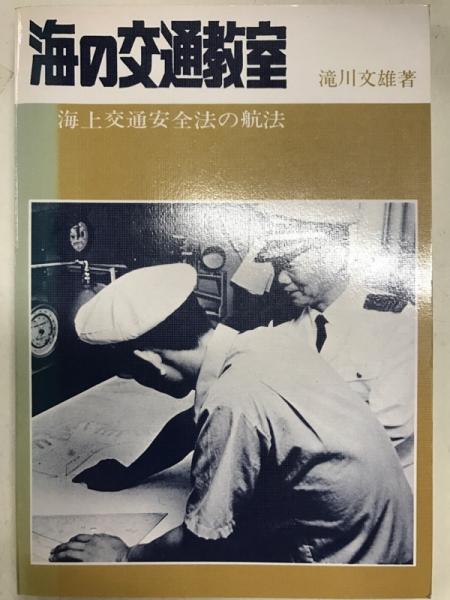 海の交通教室
滝川文雄著
海上交通安全法の航法